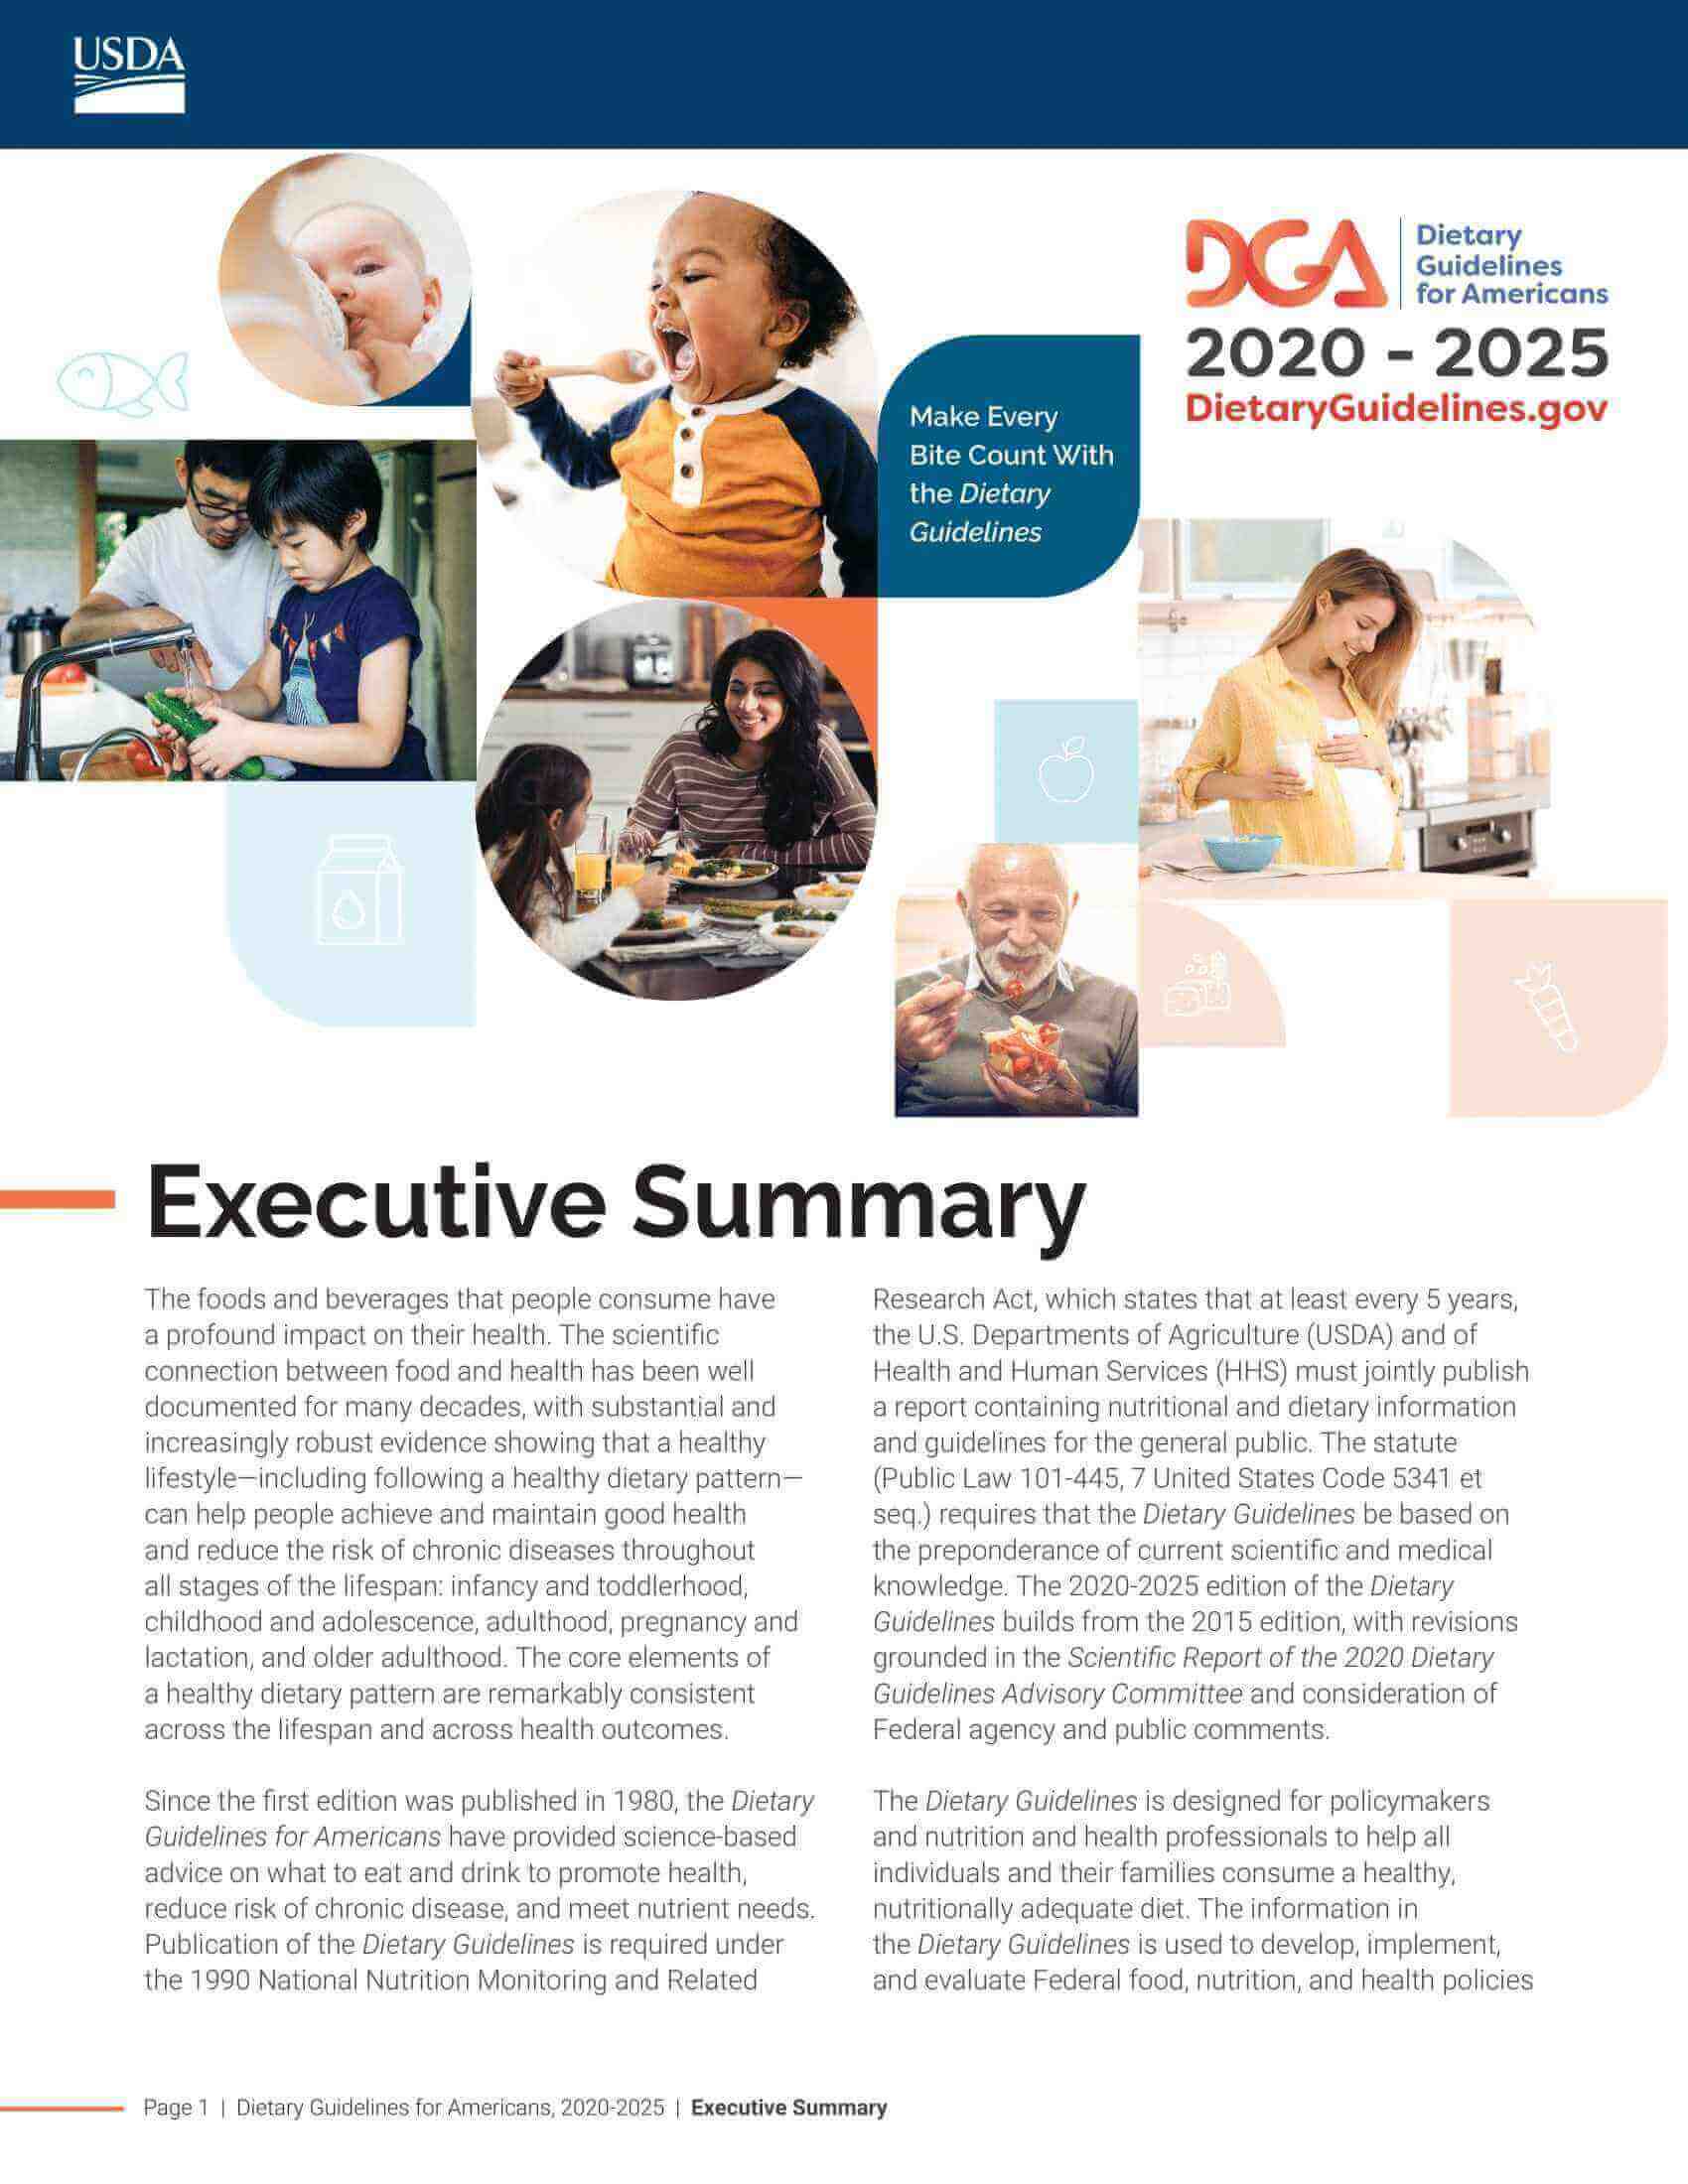 USDA
DGA
Dietary
Guidelines
for Americans
2020 - 2025
DietaryGuidelines.gov
Make Every
Bite Count With
the Dietary
Guidelines
Executive Summary
The foods and beverages that people consume have
a profound impact on their health. The scientific
connection between food and health has been well
documented for many decades, with substantial and
increasingly robust evidence showing that a healthy
lifestyle—including following a healthy dietary pattern—
can help people achieve and maintain good health
and reduce the risk of chronic diseases throughout
all stages of the lifespan: infancy and toddlerhood,
childhood and adolescence, adulthood, pregnancy and
lactation, and older adulthood. The core elements of
a healthy dietary pattern are remarkably consistent
across the lifespan and across health outcomes.
Since the first edition was published in 1980, the Dietary
Guidelines for Americans have provided science-based
advice on what to eat and drink to promote health,
reduce risk of chronic disease, and meet nutrient needs.
Publication of the Dietary Guidelines is required under
the 1990 National Nutrition Monitoring and Related
Research Act, which states that at least every 5 years,
the U.S. Departments of Agriculture (USDA) and of
Health and Human Services (HHS) must jointly publish
a report containing nutritional and dietary information
and guidelines for the general public. The statute
(Public Law 101-445, 7 United States Code 5341 et
seq.) requires that the Dietary Guidelines be based on
the preponderance of current scientific and medical
knowledge. The 2020-2025 edition of the Dietary
Guidelines builds from the 2015 edition, with revisions
grounded in the Scientific Report of the 2020 Dietary
Guidelines Advisory Committee and consideration of
Federal agency and public comments.
The Dietary Guidelines is designed for policymakers
and nutrition and health professionals to help all
individuals and their families consume a healthy,
nutritionally adequate diet. The information in
the Dietary Guidelines is used to develop, implement,
and evaluate Federal food, nutrition, and health policies
Page 1 | Dietary Guidelines for Americans, 2020-2025 | Executive Summary